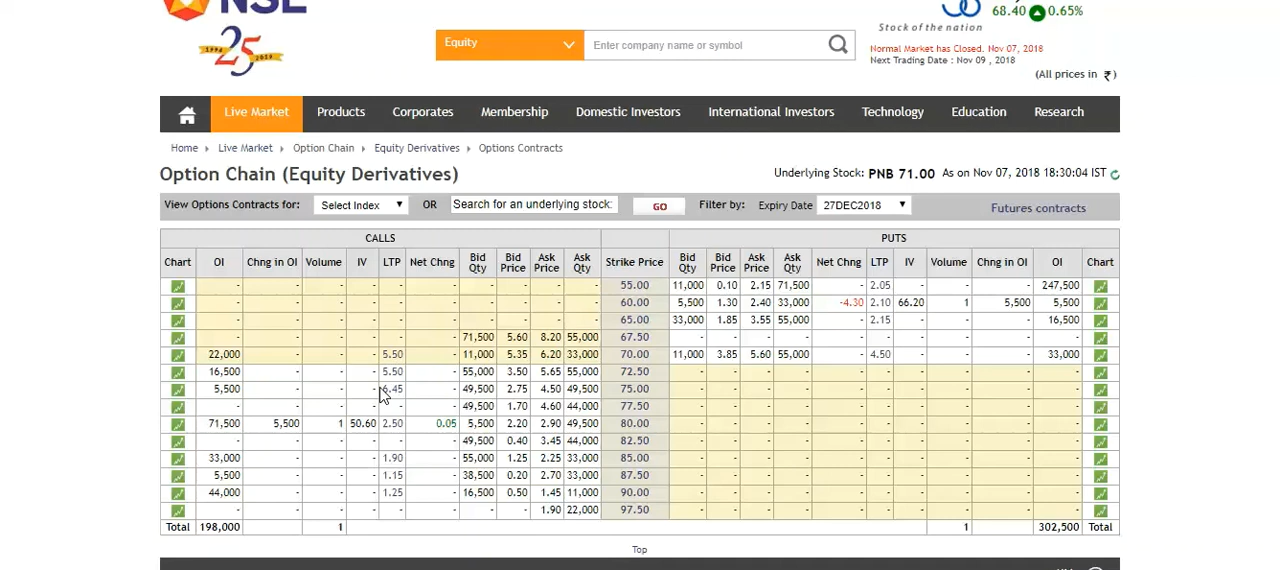 NSE
25
68.40 0.65%
Stock of the nation
Equity
Enter company name or symbol
Normal Market has Closed. Nov 07, 2018
Next Trading Date : Nov 09 , 2018
(All prices in ₹)
Live Market Products Corporates Membership Domestic Investors International Investors Technology Education Research
Home Live Market Option Chain Equity Derivatives Options Contracts
Option Chain (Equity Derivatives)
Underlying Stock: PNB 71.00 As on Nov 07, 2018 18:30:04 IST
View Options Contracts for: Select Index OR Search for an underlying stock: GO Filter by: Expiry Date 27DEC2018 Futures contracts
CALLS PUTS
Chart OI Chng in OI Volume IV LTP Net Chng Bid Qty Bid Price Ask Price Ask Qty Strike Price Bid Qty Bid Price Ask Price Ask Qty Net Chng LTP IV Volume Chng in OI OI Chart
- - - - - - - - - - 55.00 11,000 0.10 2.15 71,500 - 2.05 - - - 247,500
- - - - - - - - - - 60.00 5,500 1.30 2.40 33,000 -4.30 2.10 66.20 1 5,500 5,500
- - - - - - - - - - 65.00 33,000 1.85 3.55 55,000 - 2.15 - - - 16,500
- - - - - - 71,500 5.60 8.20 55,000 67.50 - - - - - - - - - -
22,000 - - - 5.50 - 11,000 5.35 6.20 33,000 70.00 11,000 3.85 5.60 55,000 - 4.50 - - - 33,000
16,500 - - - 5.50 - 55,000 3.50 5.65 55,000 72.50 - - - - - - - - - -
5,500 - - - 6.45 - 49,500 2.75 4.50 49,500 75.00 - - - - - - - - - -
- - - - - - 49,500 1.70 4.60 44,000 77.50 - - - - - - - - - -
71,500 5,500 1 50.60 2.50 0.05 5,500 2.20 2.90 49,500 80.00 - - - - - - - - - -
- - - - - - 49,500 0.40 3.45 44,000 82.50 - - - - - - - - - -
33,000 - - - 1.90 - 55,000 1.25 2.25 33,000 85.00 - - - - - - - - - -
5,500 - - - 1.15 - 38,500 0.20 2.70 33,000 87.50 - - - - - - - - - -
44,000 - - - 1.25 - 16,500 0.50 1.45 11,000 90.00 - - - - - - - - - -
- - - - - - - - 1.90 22,000 97.50 - - - - - - - - - -
Total 198,000 1 1 302,500 Total
Top